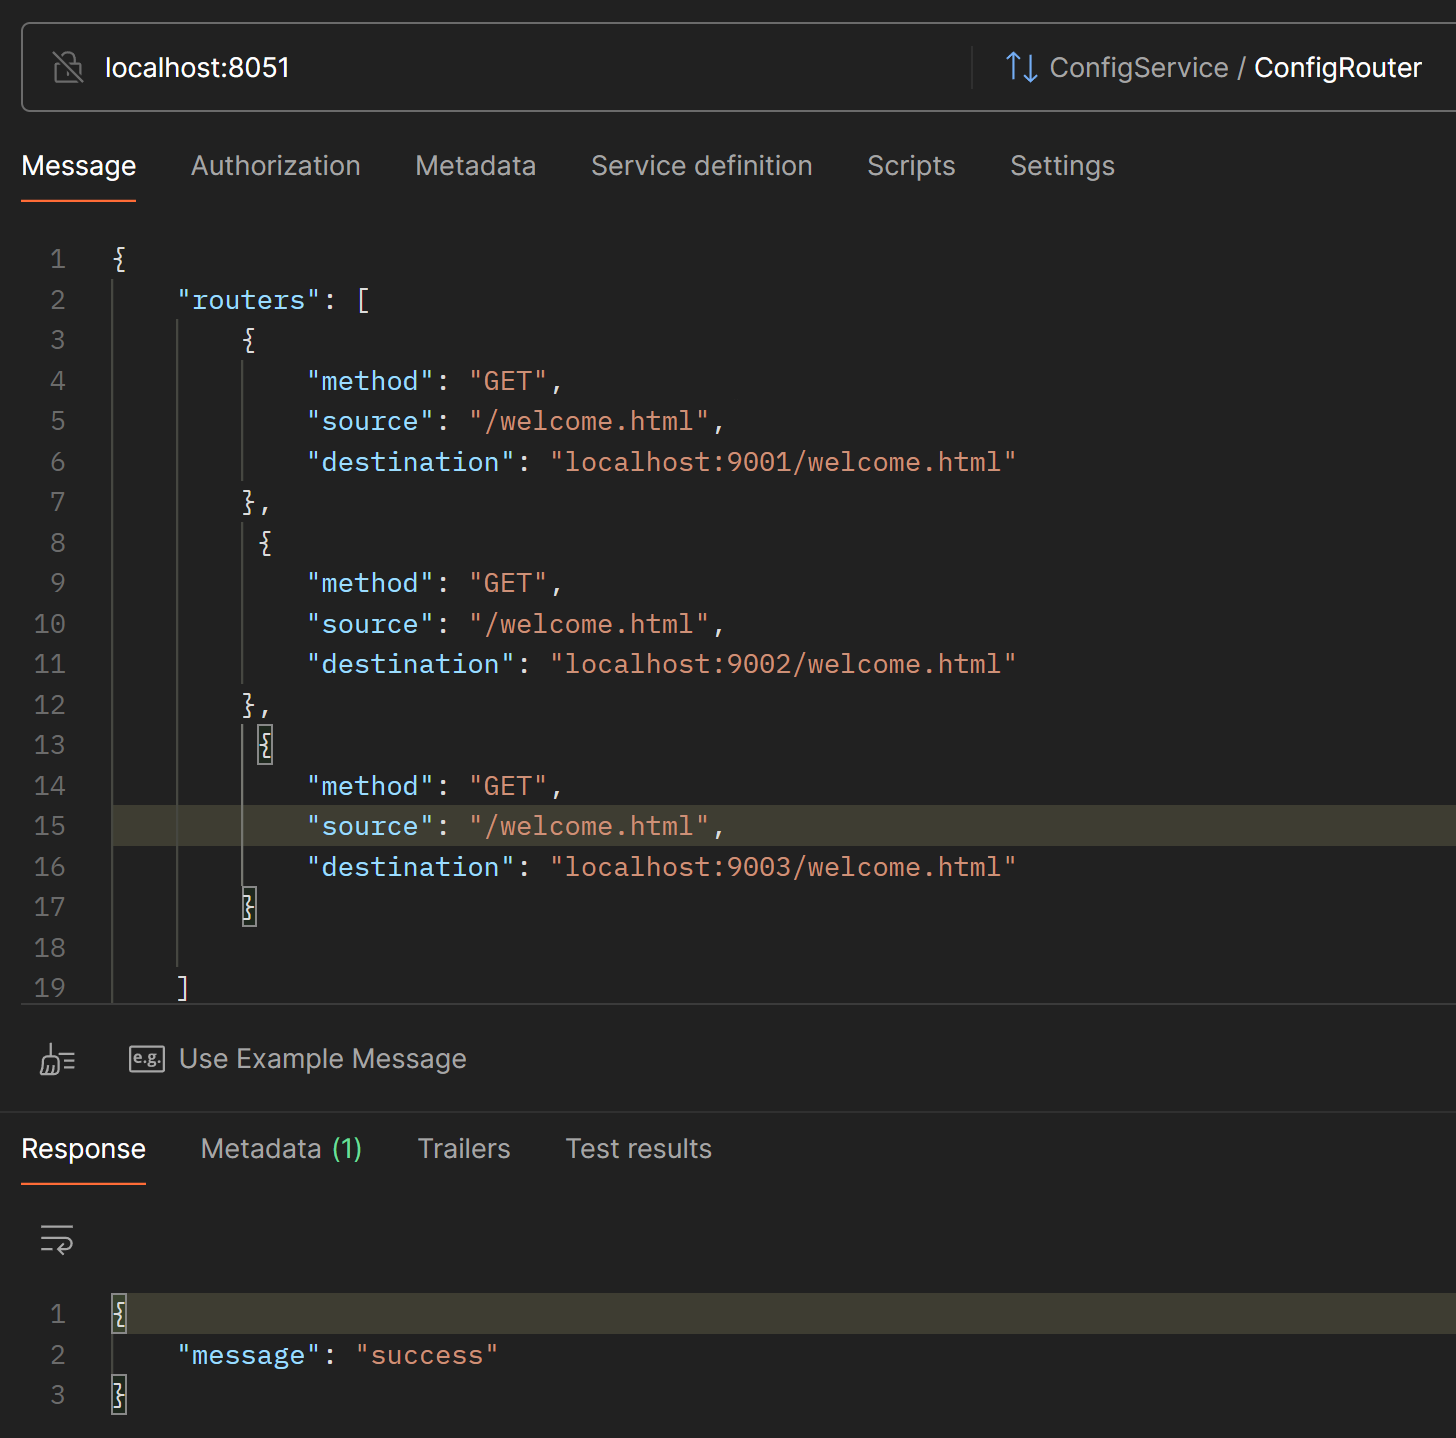 localhost:8051
ConfigService / ConfigRouter
Message Authorization Metadata Service definition Scripts Settings
1 {
2 "routers": [
3 {
4 "method": "GET",
5 "source": "/welcome.html",
6 "destination": "localhost:9001/welcome.html"
7 },
8 {
9 "method": "GET",
10 "source": "/welcome.html",
11 "destination": "localhost:9002/welcome.html"
12 },
13 {
14 "method": "GET",
15 "source": "/welcome.html",
16 "destination": "localhost:9003/welcome.html"
17 }
18
19 ]
e.g. Use Example Message
Response Metadata (1) Trailers Test results
1 {
2 "message": "success"
3 }